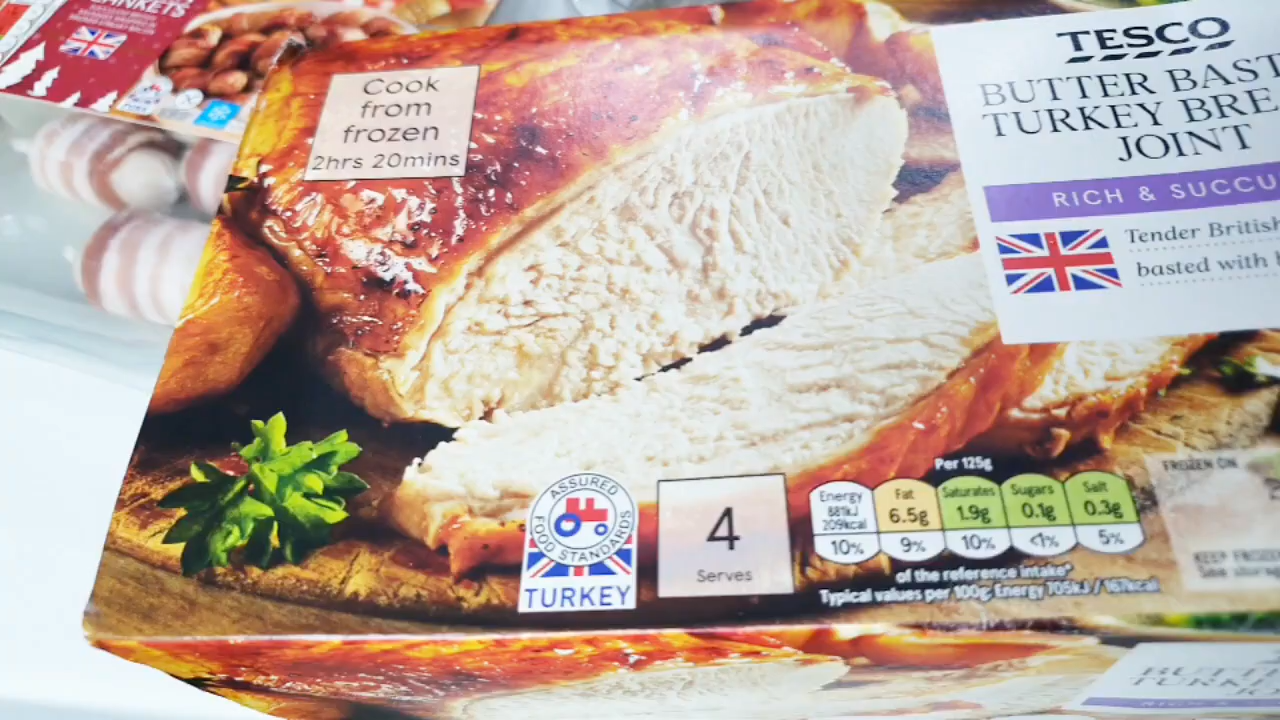 LANKETS
Cook
from
frozen
2hrs 20mins
TESCO
BUTTER BAST
TURKEY BRE
JOINT
RICH & SUCCU
Tender British
basted with
ASSURED
FOOD STANDARDS
TURKEY
4
Serves
Per 125g
Energy
881kJ
209kcal
10%
Fat
6.5g
9%
Saturates
1.9g
10%
Sugars
0.1g
<1%
Salt
0.3g
5%
of the reference intake*
Typical values per 100g: Energy 705kJ / 167kcal
FROZEN ON
KEEP FROZEN